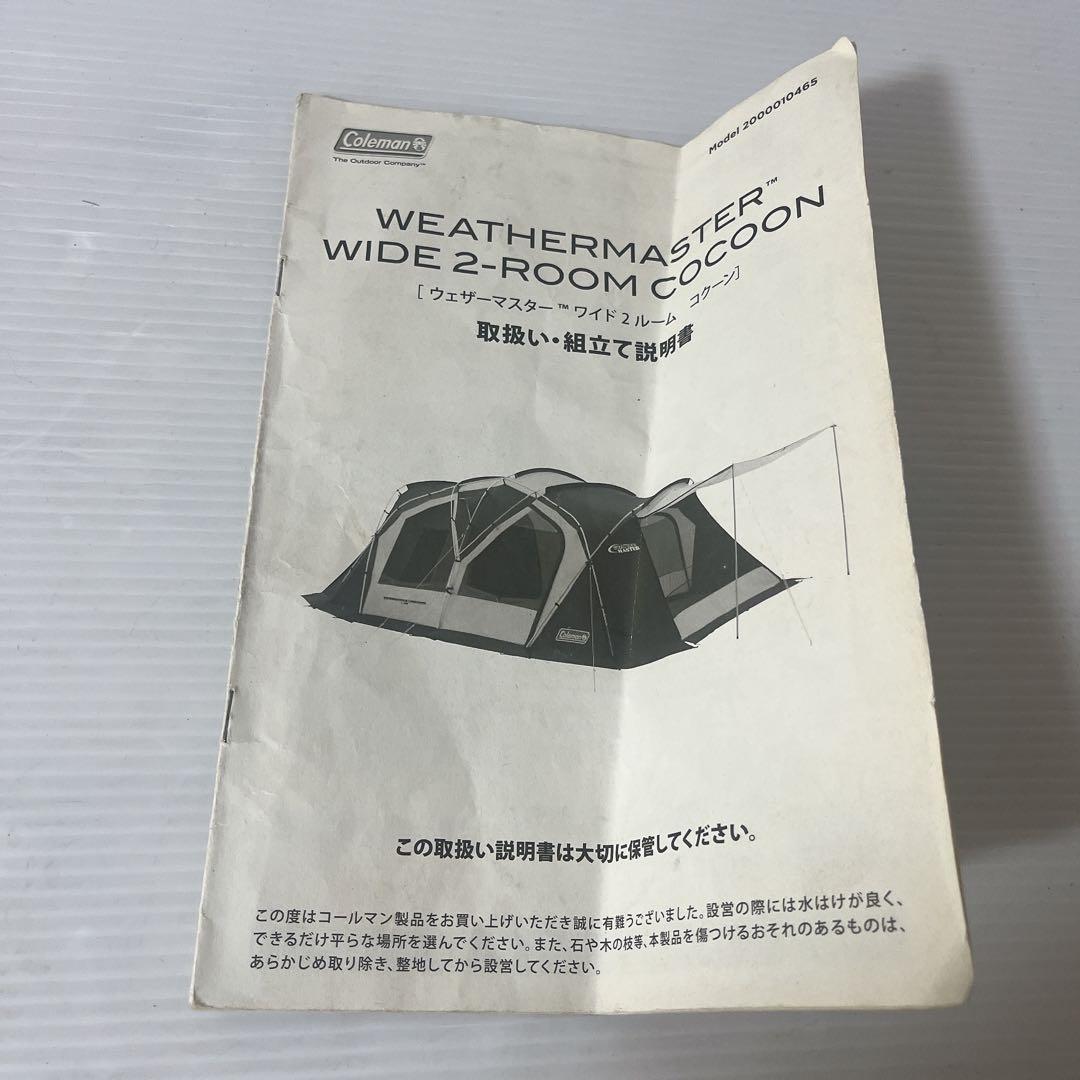 Coleman
The Outdoor Company™
Model 2000010465
WEATHERMASTER™
WIDE 2-ROOM COCOON
[ ウェザーマスター™ワイド2ルーム コクーン]
取扱い・組立て説明書
MASTER
Coleman
この取扱い説明書は大切に保管してください。
この度はコールマン製品をお買い上げいただき誠に有難うございました。設営の際には水はけが良く、
できるだけ平らな場所を選んでください。また、石や木の枝等、本製品を傷つけるおそれのあるものは、
あらかじめ取り除き、整地してから設営してください。